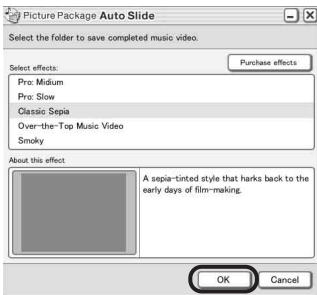 Picture Package Auto Slide
Select the folder to save completed music video.
Select effects:
Purchase effects
Pro: Midium
Pro: Slow
Classic Sepia
Over-the-Top Music Video
Smoky
About this effect
A sepia-tinted style that harks back to the
early days of film-making.
OK
Cancel